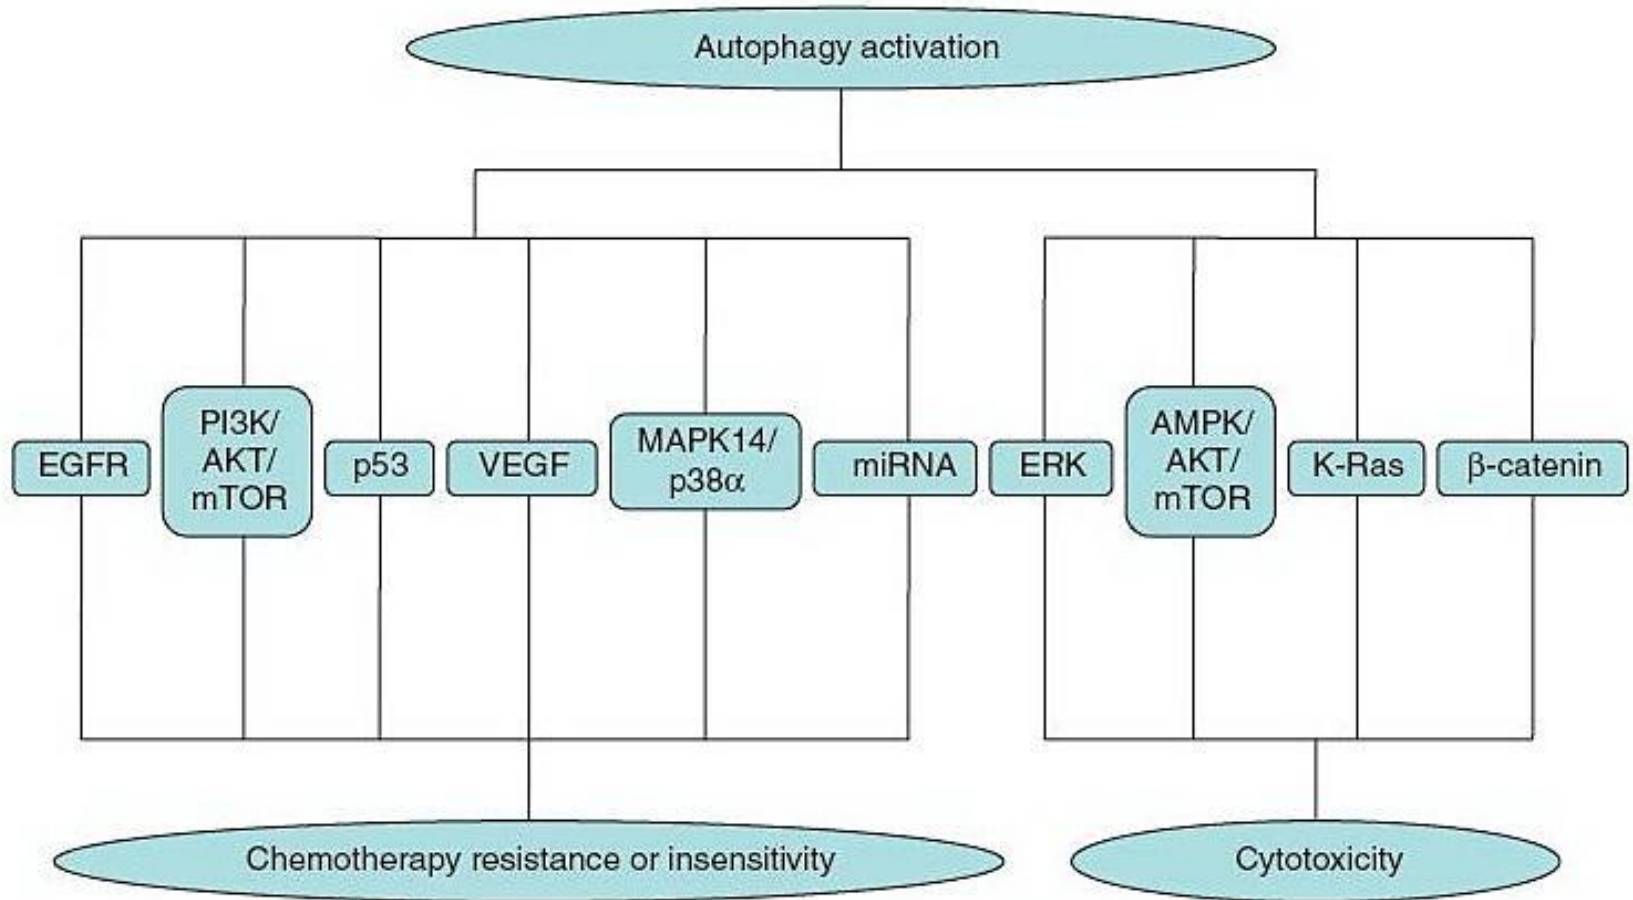 Autophagy activation
EGFR
PI3K/
AKT/
mTOR
p53
VEGF
MAPK14/
p38α
miRNA
ERK
AMPK/
AKT/
mTOR
K-Ras
β-catenin
Chemotherapy resistance or insensitivity
Cytotoxicity